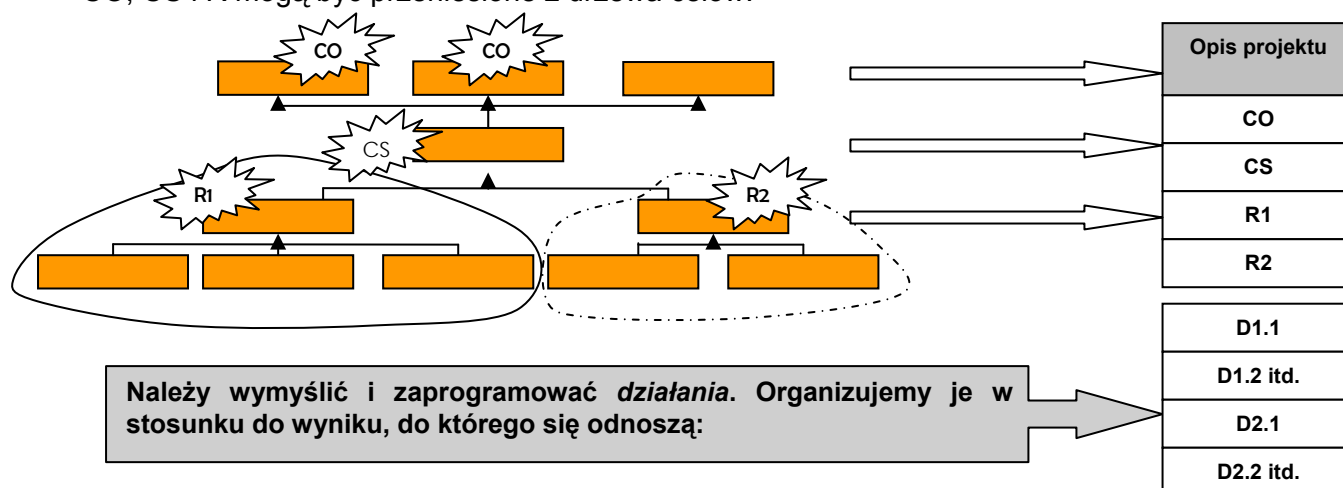 CO
CO
CS
R1
R2
Opis projektu
CO
CS
R1
R2
D1.1
D1.2 itd.
D2.1
D2.2 itd.
Należy wymyślić i zaprogramować działania. Organizujemy je w
stosunku do wyniku, do którego się odnoszą: